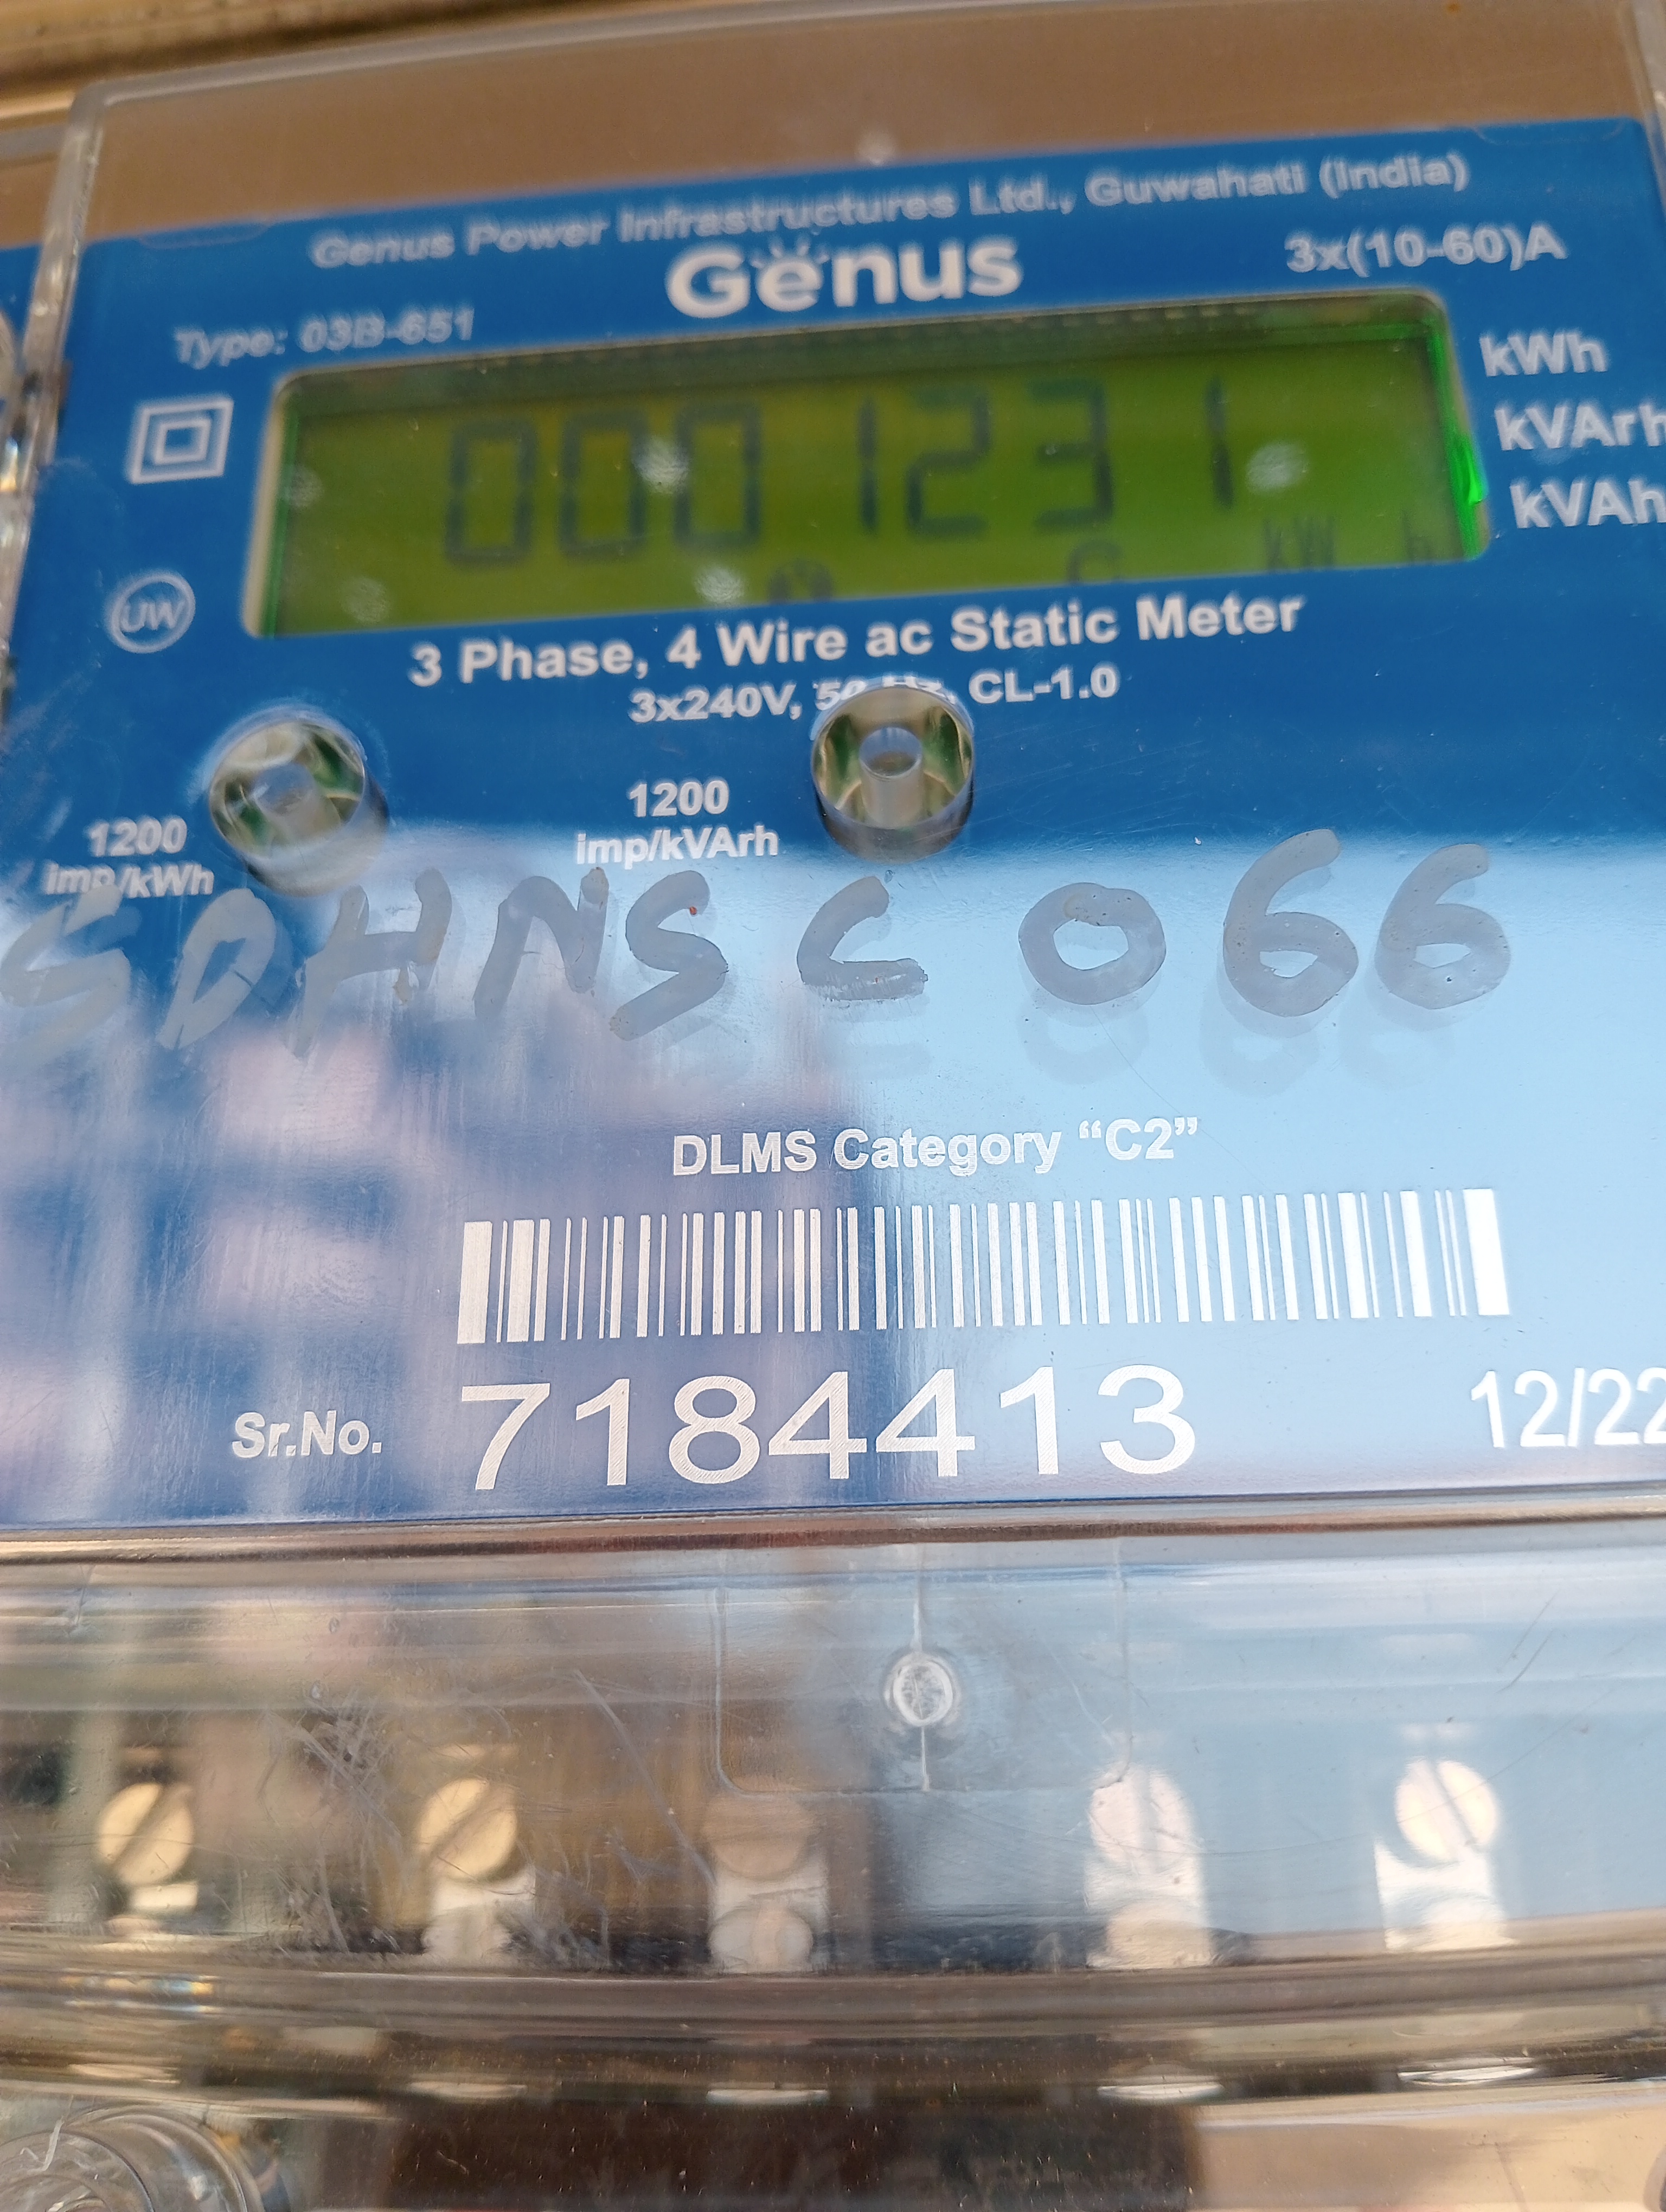 Genus Power Infrastructures Ltd., Guwahati (India)
Genus
3x(10-60)A
Type: 03B-651
kWh
kVArh
kVAh
0001231
C
kW h
UW
3 Phase, 4 Wire ac Static Meter
3x240V, 50 Hz, CL-1.0
1200
imp/kWh
1200
imp/kVArh
SDHNSC 066
DLMS Category “C2”
Sr.No. 7184413 12/22